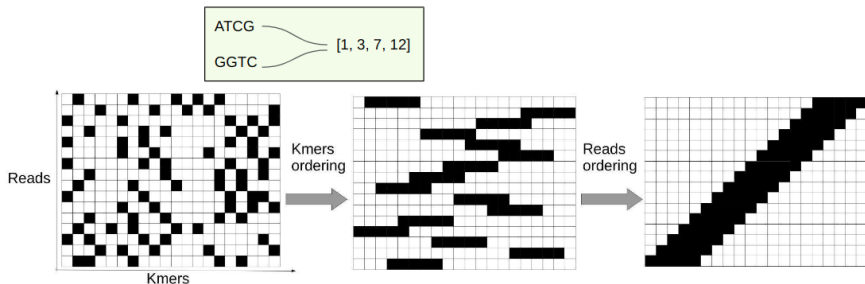 ATCG
GGTC
[1, 3, 7, 12]
Reads
Kmers
Kmers
ordering
Reads
ordering